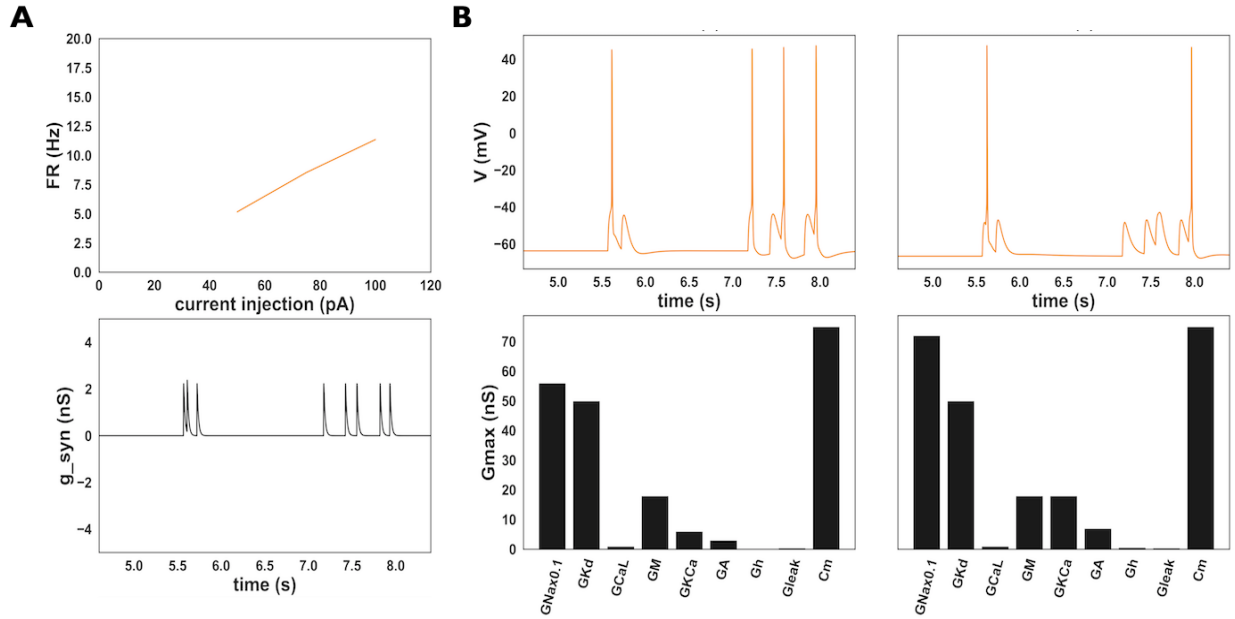 A
B
20.0
17.5
15.0
12.5
10.0
7.5
5.0
2.5
0.0
FR (Hz)
0 20 40 60 80 100 120
current injection (pA)
4
2
0
−2
−4
g_syn (nS)
5.0 5.5 6.0 6.5 7.0 7.5 8.0
time (s)
40
20
0
−20
−40
−60
V (mV)
5.0 5.5 6.0 6.5 7.0 7.5 8.0
time (s)
5.0 5.5 6.0 6.5 7.0 7.5 8.0
time (s)
70
60
50
40
30
20
10
0
Gmax (nS)
GNax0.1 GKd GCaL GM GKCa GA Gh Gleak Cm
GNax0.1 GKd GCaL GM GKCa GA Gh Gleak Cm